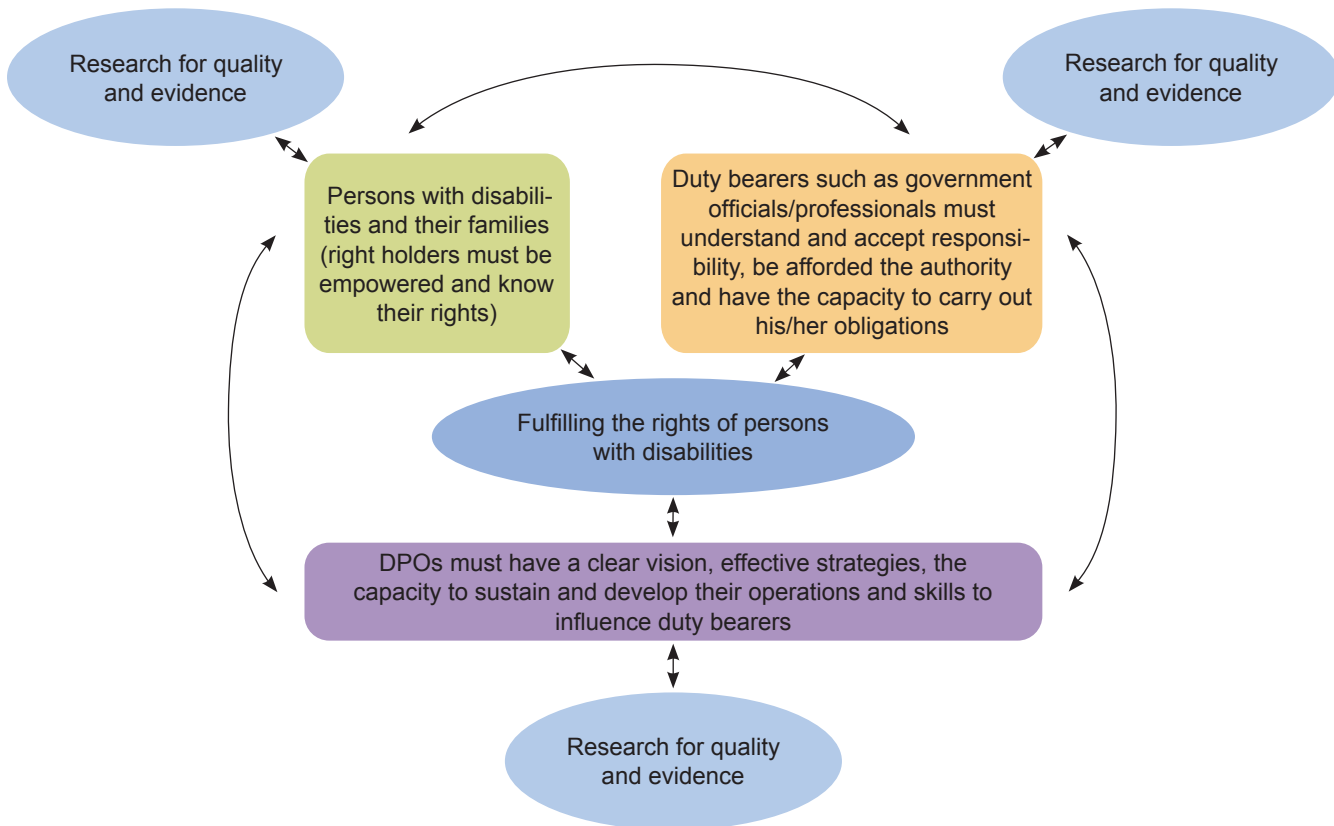 Research for quality
and evidence
Research for quality
and evidence
Persons with disabili-
ties and their families
(right holders must be
empowered and know
their rights)
Duty bearers such as government
officials/professionals must
understand and accept responsi-
bility, be afforded the authority
and have the capacity to carry out
his/her obligations
Fulfilling the rights of persons
with disabilities
DPOs must have a clear vision, effective strategies, the
capacity to sustain and develop their operations and skills to
influence duty bearers
Research for quality
and evidence